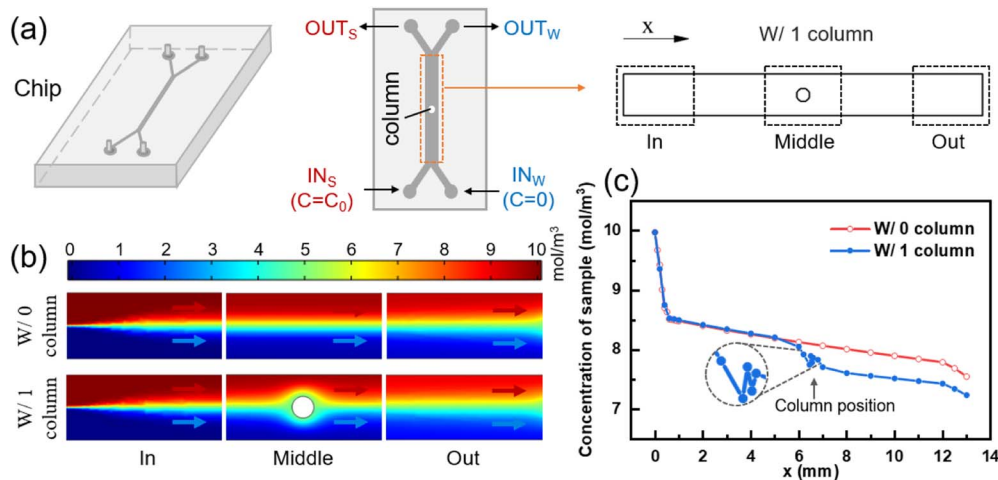 (a)
Chip
OUTS
OUTW
column
INS
(C=C0)
INW
(C=0)
x
W/ 1 column
In
Middle
Out
(b)
0 1 2 3 4 5 6 7 8 9 10
mol/m³
W/ 0
column
W/ 1
column
In
Middle
Out
(c)
Concentration of sample (mol/m³)
10
9
8
7
W/ 0 column
W/ 1 column
Column position
0 2 4 6 8 10 12 14
x (mm)